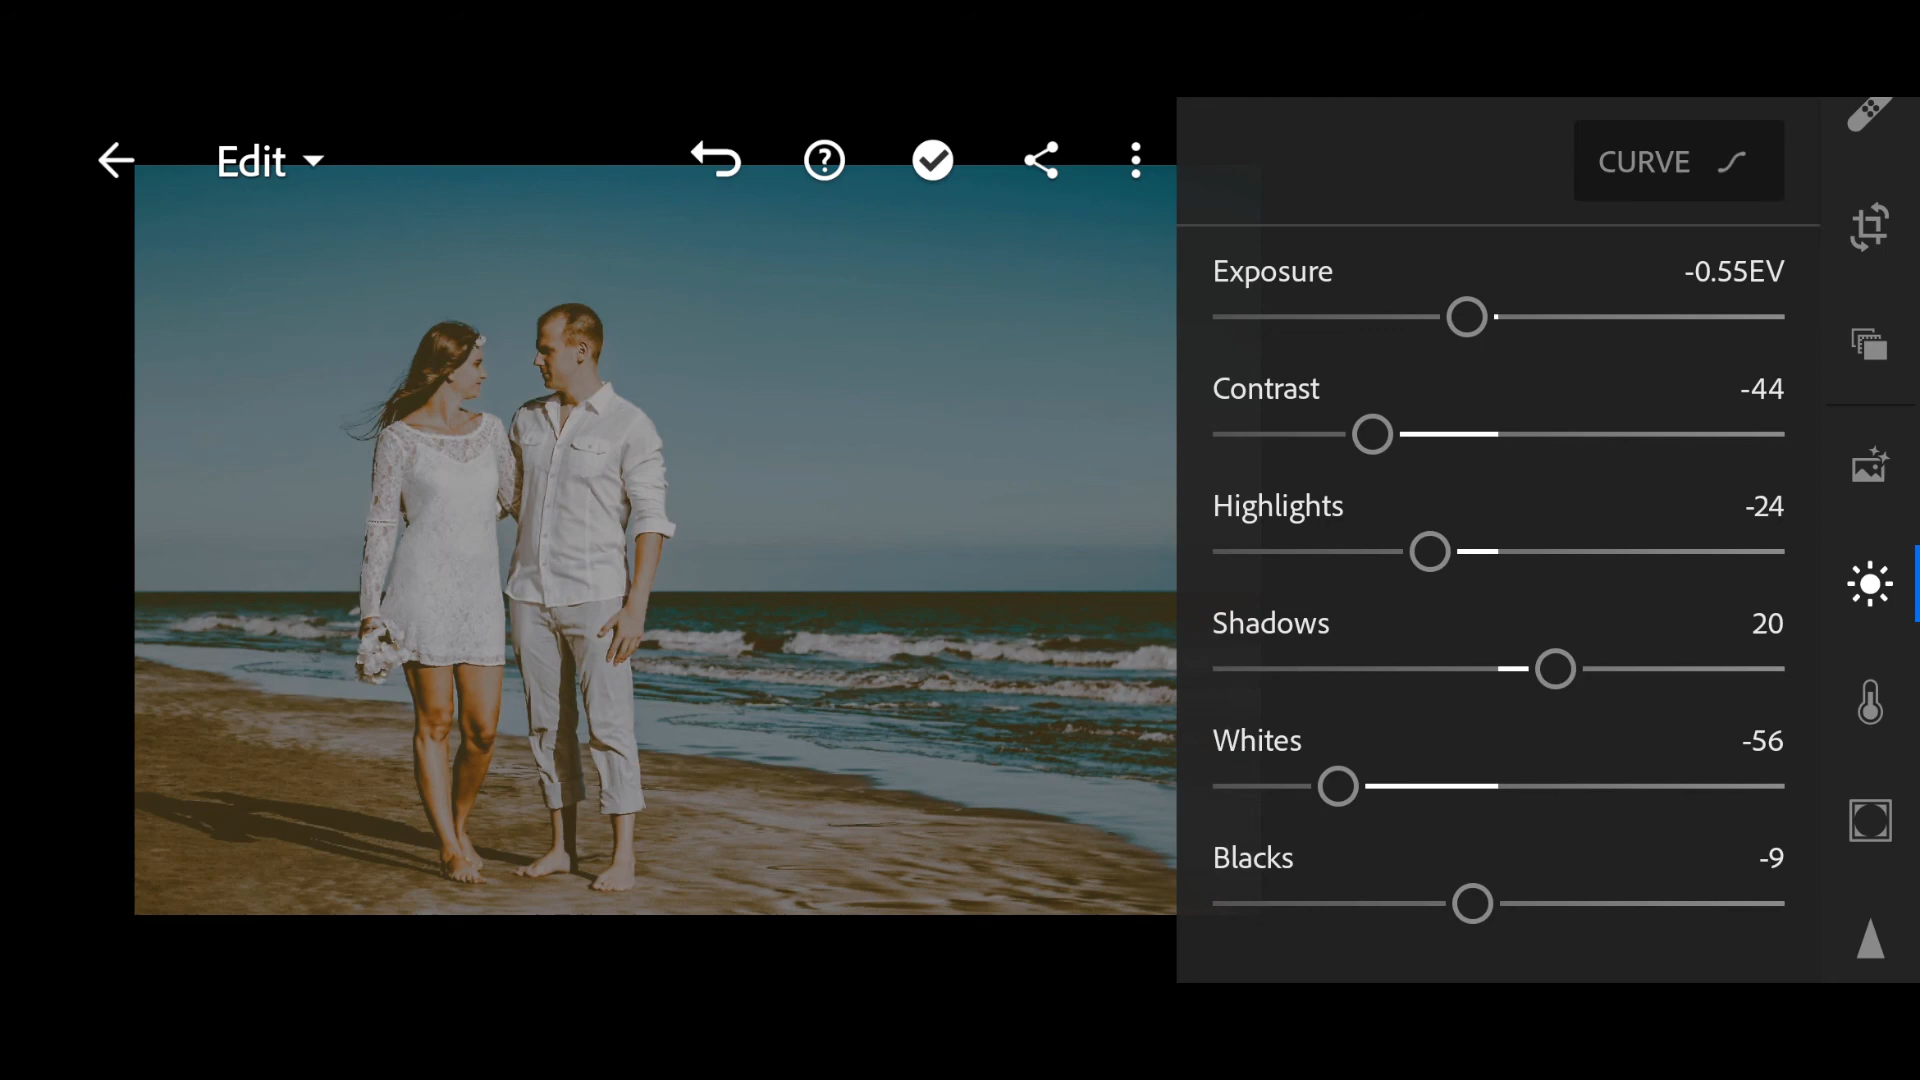 Edit
CURVE
Exposure -0.55EV
Contrast -44
Highlights -24
Shadows 20
Whites -56
Blacks -9